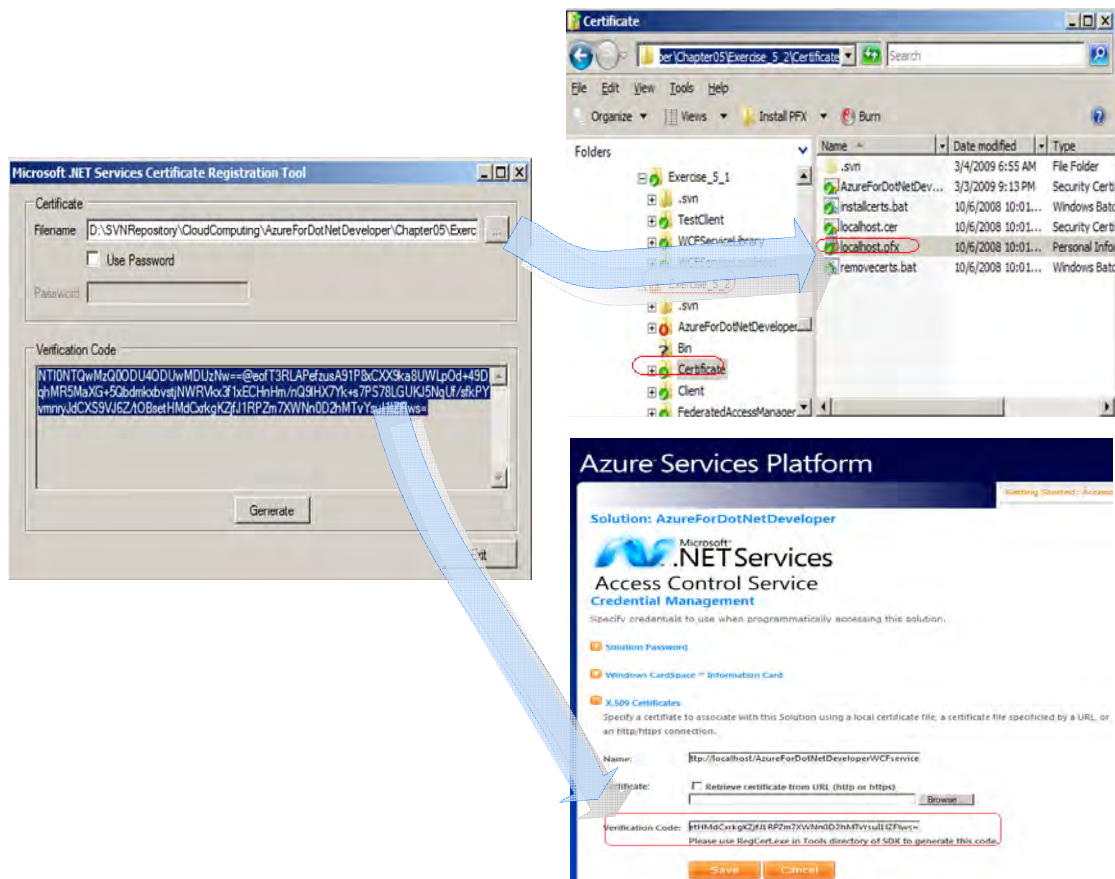 Microsoft .NET Services Certificate Registration Tool
Certificate
Filename D:\SVNRepository\CloudComputing\AzureForDotNetDeveloper\Chapter05\Exerc ...
Use Password
Password
Verification Code
Generate
Certificate
per\Chapter05\Exercise_5_2\Certificate Search
File Edit View Tools Help
Organize Views Install PFX Burn
Folders
Exercise_5_1
.svn
TestClient
WCFServiceLibrary
Exercise_5_2
.svn
AzureForDotNetDeveloper
Bin
Certificate
Client
FederatedAccessManager
Name Date modified Type
.svn 3/4/2009 6:55 AM File Folder
AzureForDotNetDev... 3/3/2009 9:13 PM Security Certi
installcerts.bat 10/6/2008 10:01... Windows Batc
localhost.cer 10/6/2008 10:01... Security Certi
localhost.pfx 10/6/2008 10:01... Personal Infor
removecerts.bat 10/6/2008 10:01... Windows Batc
Azure Services Platform
Getting Started: Access
Solution: AzureForDotNetDeveloper
Microsoft
.NET Services
Access Control Service
Credential Management
Specify credentials to use when programmatically accessing this solution.
Solution Password
Windows CardSpace ™ Information Card
X.509 Certificates
Specify a certifiate to associate with this Solution using a local certificate file, a certificate file specificied by a URL, or
an http/https connection.
Name: ttp://localhost/AzureForDotNetDeveloperWCFservice
Retrieve certificate from URL (http or https)
Browse...
Verification Code:
Please use RegCert.exe in Tools directory of SDK to generate this code.
Save Cancel